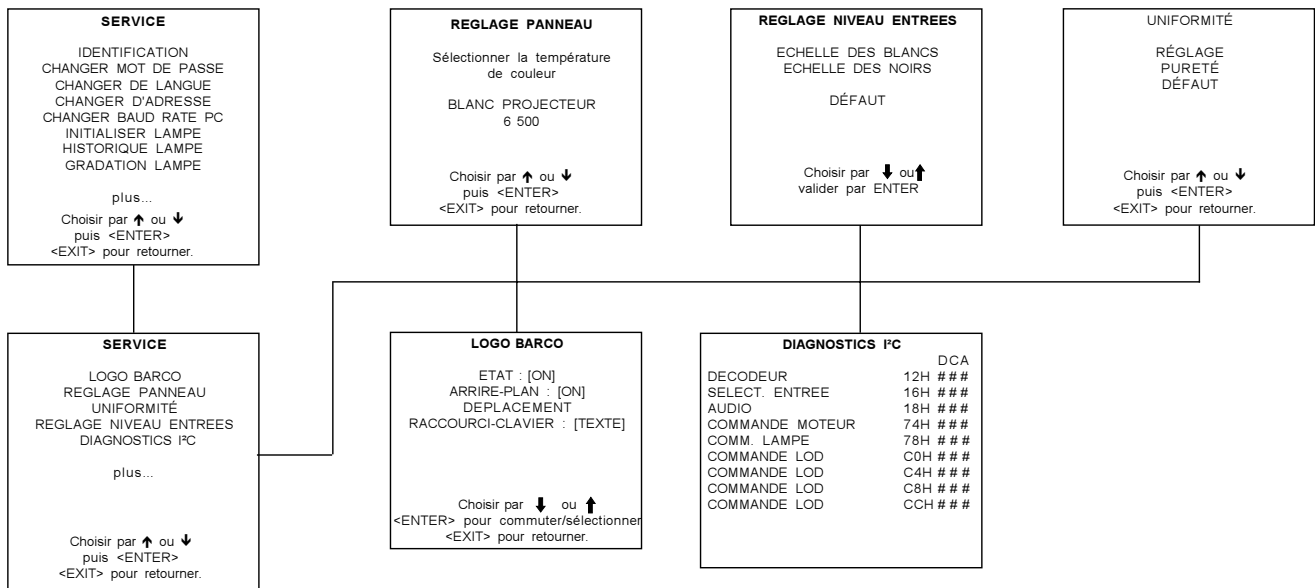 SERVICE
IDENTIFICATION
CHANGER MOT DE PASSE
CHANGER DE LANGUE
CHANGER D'ADRESSE
CHANGER BAUD RATE PC
INITIALISER LAMPE
HISTORIQUE LAMPE
GRADATION LAMPE
plus...
Choisir par ↑ ou ↓
puis <ENTER>
<EXIT> pour retourner.
REGLAGE PANNEAU
Sélectionner la température
de couleur
BLANC PROJECTEUR
6 500
Choisir par ↑ ou ↓
puis <ENTER>
<EXIT> pour retourner.
REGLAGE NIVEAU ENTREES
ECHELLE DES BLANCS
ECHELLE DES NOIRS
DÉFAUT
Choisir par ↓ ou ↑
valider par ENTER
UNIFORMITÉ
RÉGLAGE
PURETÉ
DÉFAUT
Choisir par ↑ ou ↓
puis <ENTER>
<EXIT> pour retourner.
SERVICE
LOGO BARCO
REGLAGE PANNEAU
UNIFORMITÉ
REGLAGE NIVEAU ENTREES
DIAGNOSTICS I²C
plus...
Choisir par ↑ ou ↓
puis <ENTER>
<EXIT> pour retourner.
LOGO BARCO
ETAT : [ON]
ARRIRE-PLAN : [ON]
DEPLACEMENT
RACCOURCI-CLAVIER : [TEXTE]
Choisir par ↓ ou ↑
<ENTER> pour commuter/sélectionner
<EXIT> pour retourner.
DIAGNOSTICS I²C
DCA
DECODEUR 12H ###
SELECT. ENTREE 16H ###
AUDIO 18H ###
COMMANDE MOTEUR 74H ###
COMM. LAMPE 78H ###
COMMANDE LOD C0H ###
COMMANDE LOD C4H ###
COMMANDE LOD C8H ###
COMMANDE LOD CCH ###